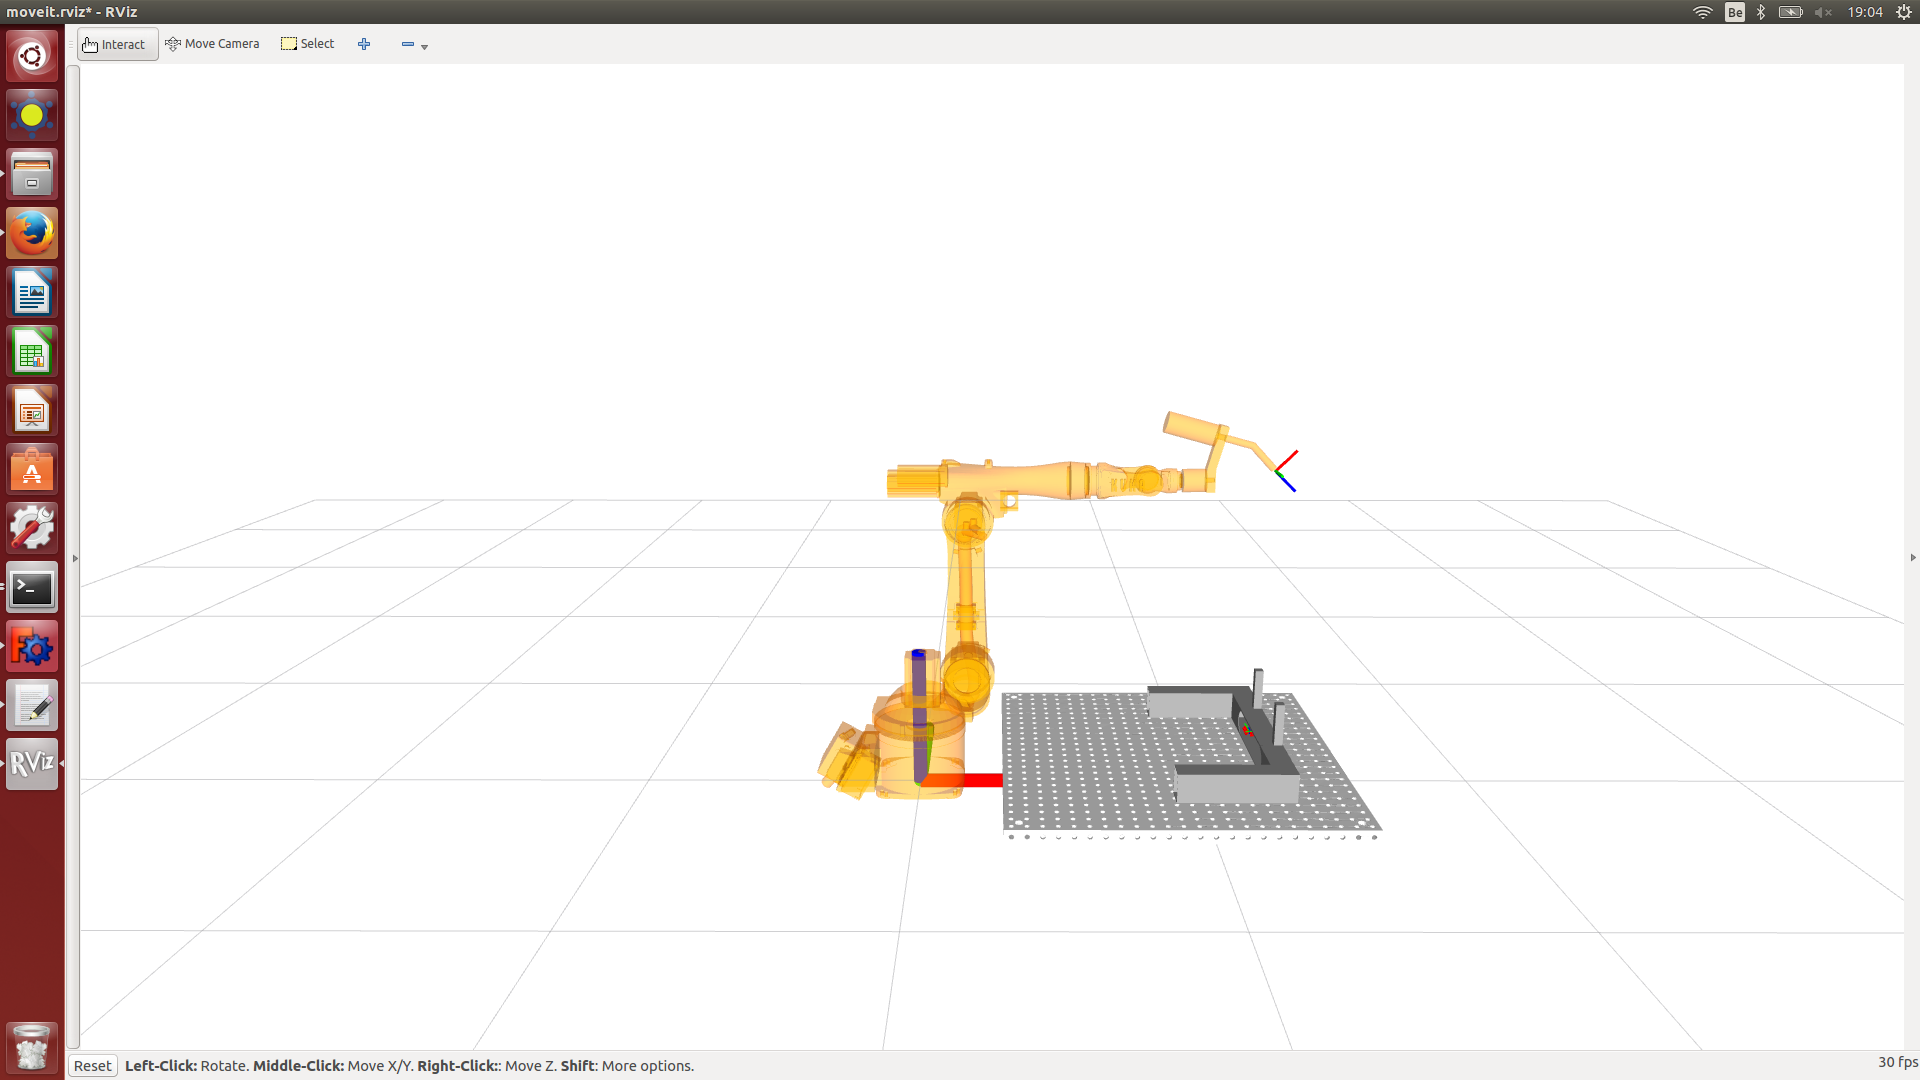 moveit.rviz* - RViz
Be
19:04
Interact
Move Camera
Select
KUKA
RViz
Reset
Left-Click: Rotate. Middle-Click: Move X/Y. Right-Click:: Move Z. Shift: More options.
30 fps